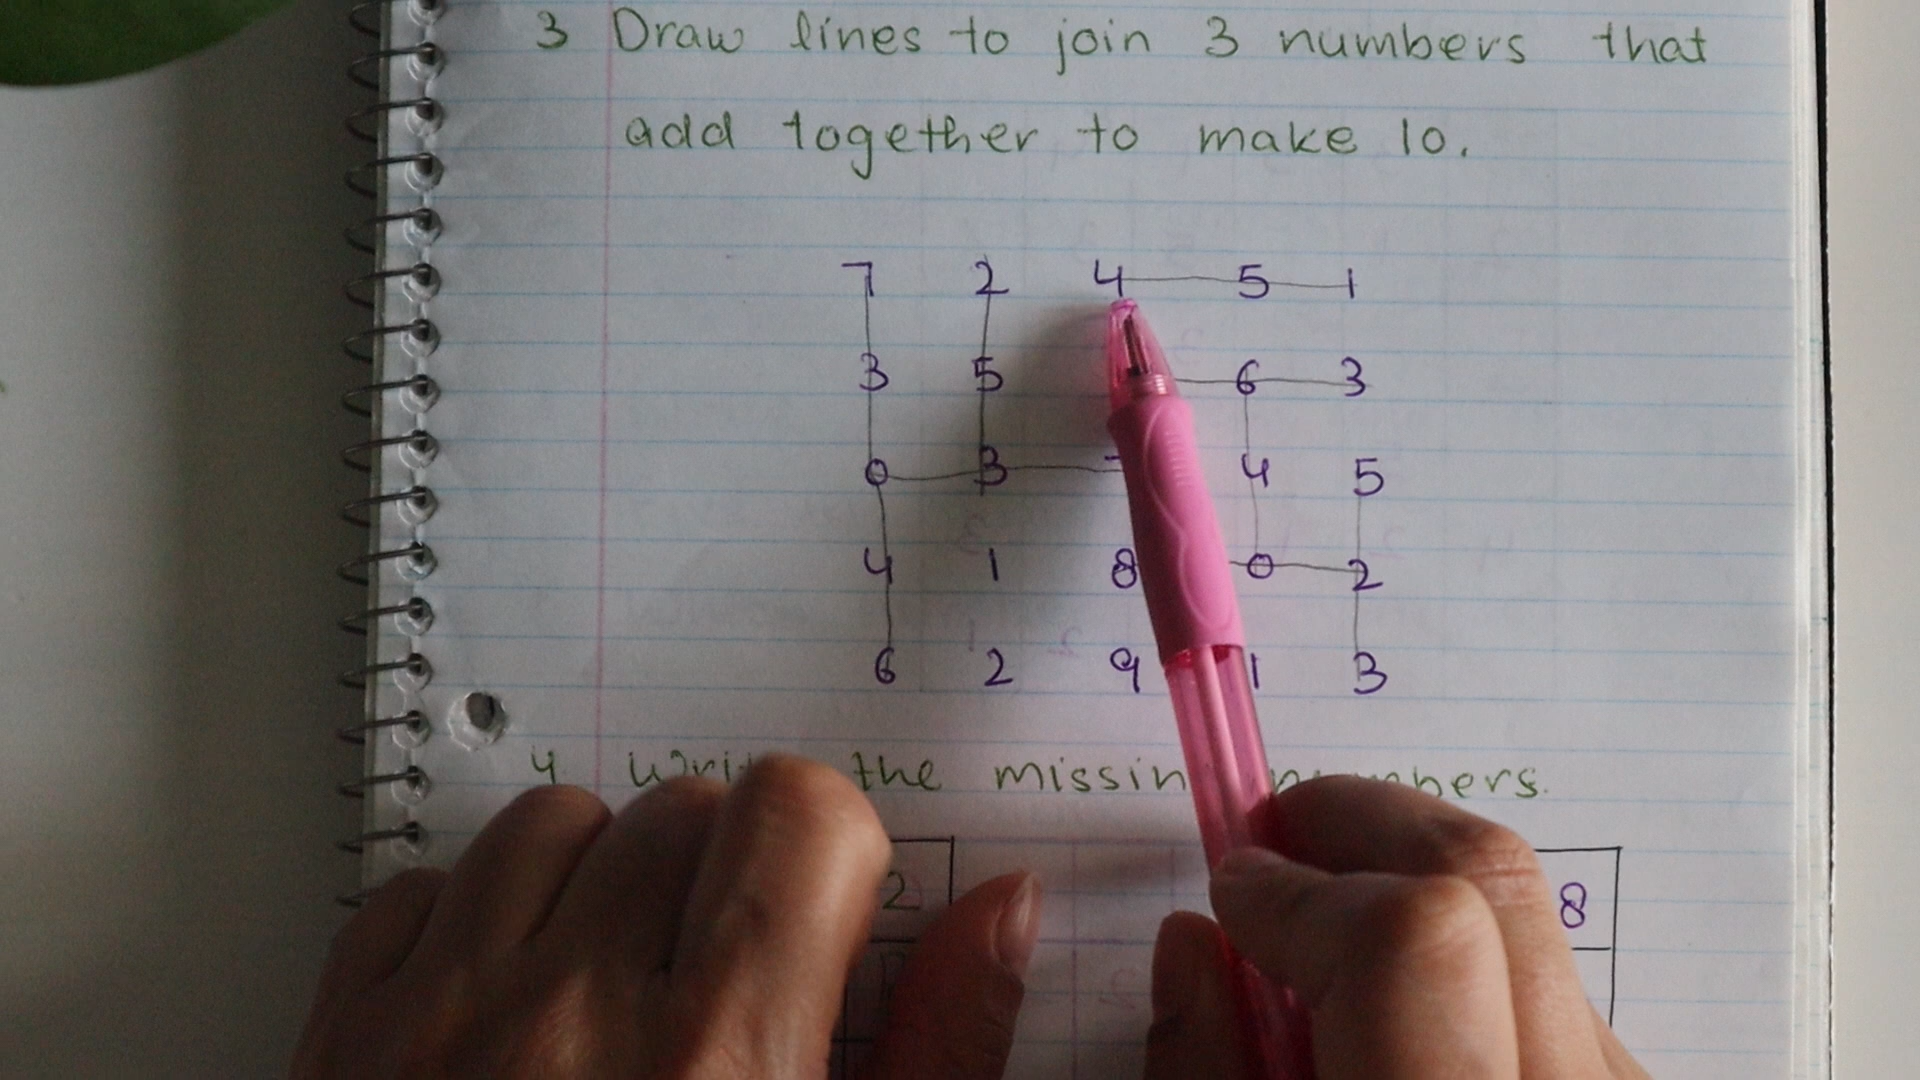 3 Draw lines to join 3 numbers that
add together to make 10.
7 2 4 5 1
3 5 6 3
0 3 4 5
4 1 8 0 2
6 2 9 1 3
4 the
2 8